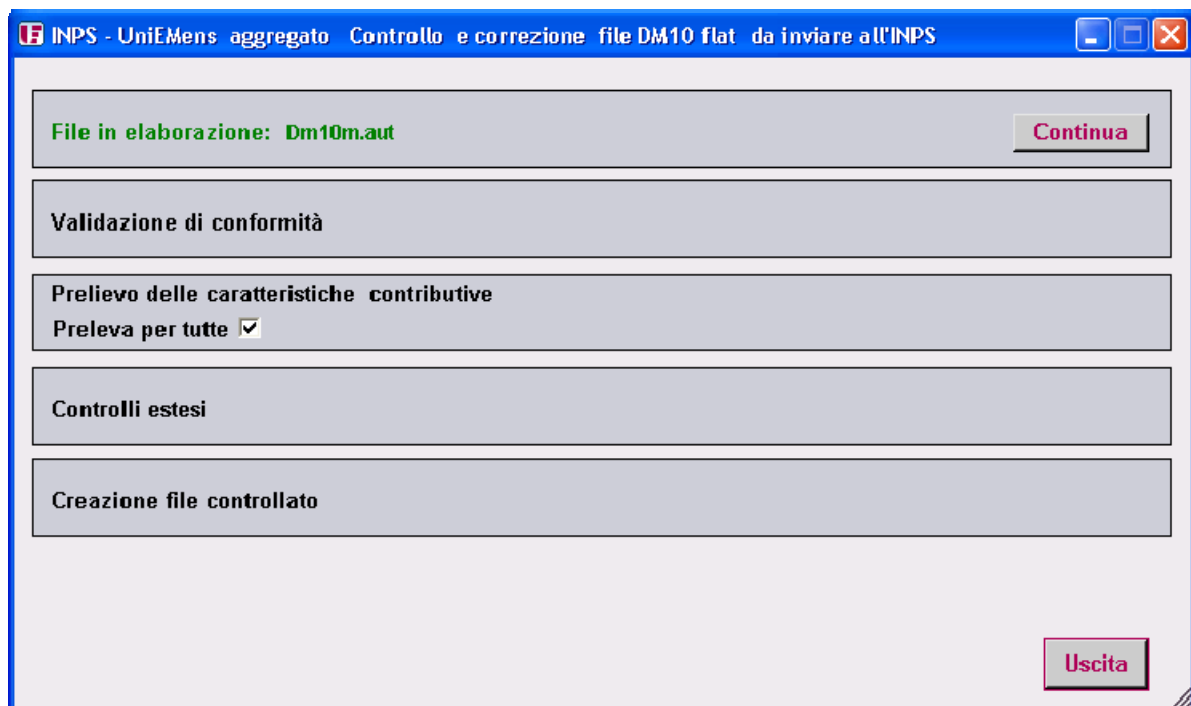 INPS - UniEMens aggregato Controllo e correzione file DM10 flat da inviare all'INPS
File in elaborazione: Dm10m.aut
Continua
Validazione di conformità
Prelievo delle caratteristiche contributive
Preleva per tutte
Controlli estesi
Creazione file controllato
Uscita